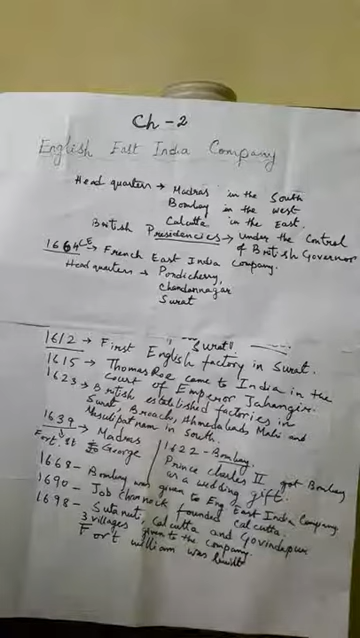 Ch-2
English East India Company
Head quarters → Madras in the South
Bombay in the West
Calcutta in the East.
British Presidencies → under the control
of British Governor
1664 → French East India Company.
Headquarters → Pondicherry,
Chandannagar
Surat
Surat
1612 → First English factory in Surat.
1615 → Thomas Roe came to India in the
court of Emperor Jahangir.
1623 → British established factories in
Surat, Broach, Ahmedabad, and
Masulipatnam in South.
1639 → Madras
Fort. St George
1622 - Bombay.
Prince Charles II got Bombay
as a wedding gift.
1668 - Bombay was given to Eng East India Company
1690 - Job Charnock founded Calcutta.
1698 - Sutanuti, Calcutta and Govindapur
3 villages given to the company.
Fort William was built